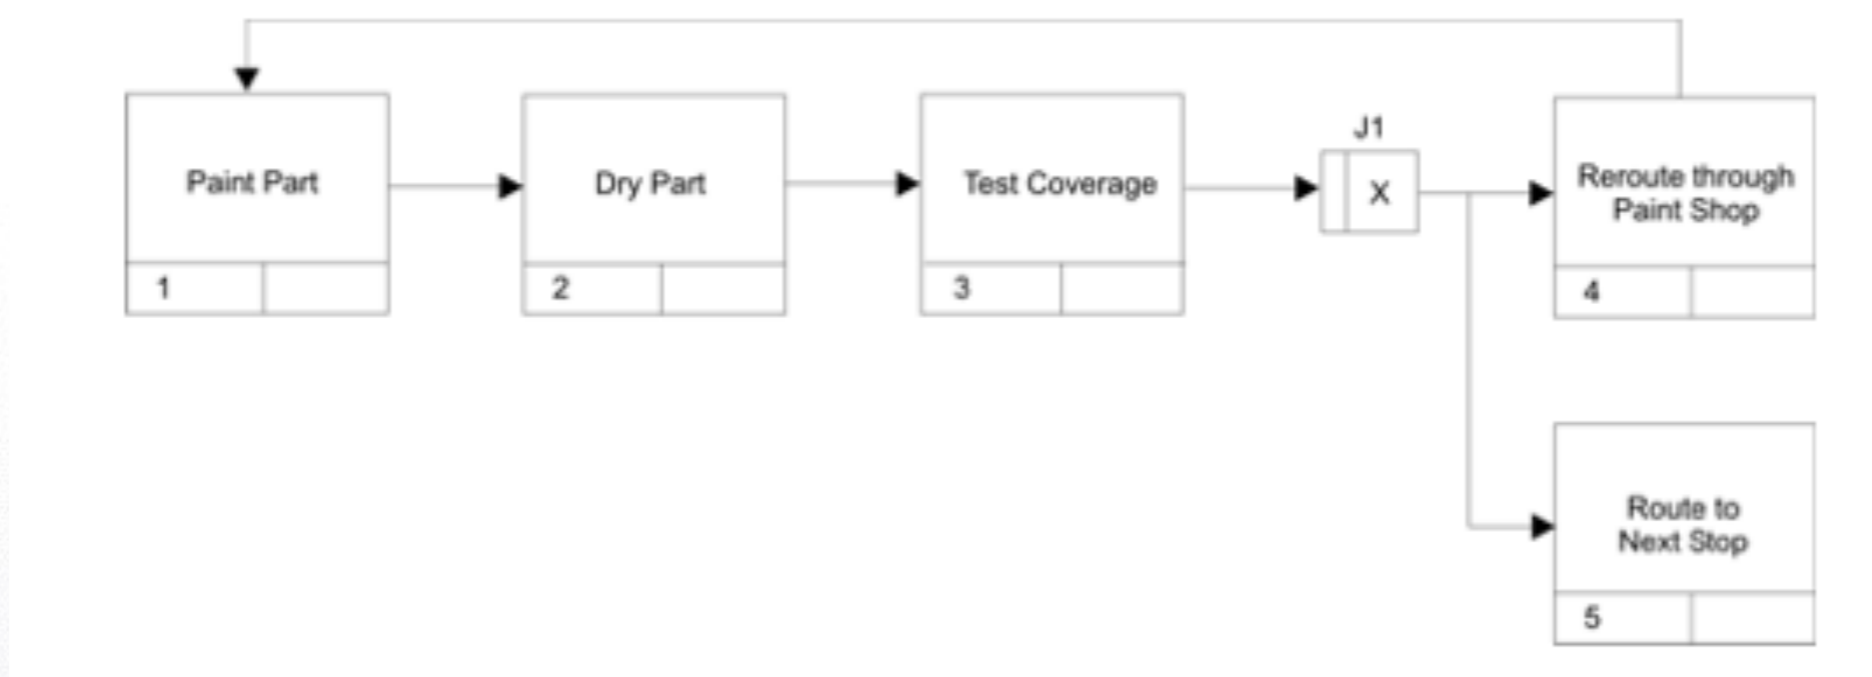 Paint Part
1
Dry Part
2
Test Coverage
3
J1
X
Reroute through
Paint Shop
4
Route to
Next Stop
5